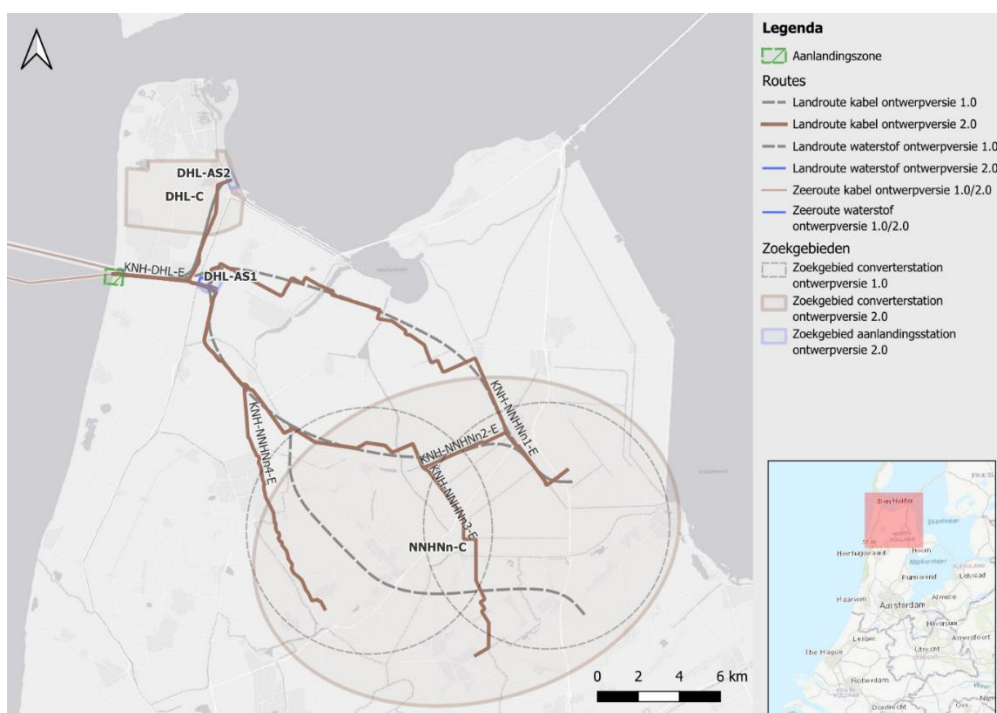 DHL-AS2
DHL-C
KNH-DHL-E
DHL-AS1
KNH-NNHNn1-E
KNH-NNHNn2-E
KNH-NNHNn4-E
KNH-NNHNn3-E
NNHNn-C
0 2 4 6 km
Legenda
Aanlandingszone
Routes
Landroute kabel ontwerpversie 1.0
Landroute kabel ontwerpversie 2.0
Landroute waterstof ontwerpversie 1.0
Landroute waterstof ontwerpversie 2.0
Zeeroute kabel ontwerpversie 1.0/2.0
Zeeroute waterstof
ontwerpversie 1.0/2.0
Zoekgebieden
Zoekgebied converterstation
ontwerpversie 1.0
Zoekgebied converterstation
ontwerpversie 2.0
Zoekgebied aanlandingsstation
ontwerpversie 2.0
Den Helder
Hoorn
Markermeer
Purmerend
Lelystad
Haarlem
Almere
Amsterdam
Hilversum
Leiden
Utrecht
The Hague
Rotterdam
Dordrecht
Oss